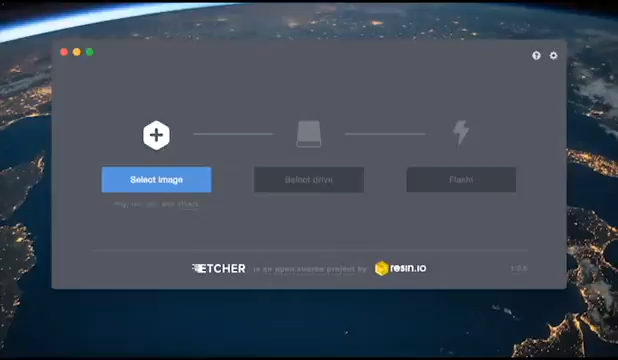 Select image
Select drive
Flash!
ETCHER is an open source project by resin.io